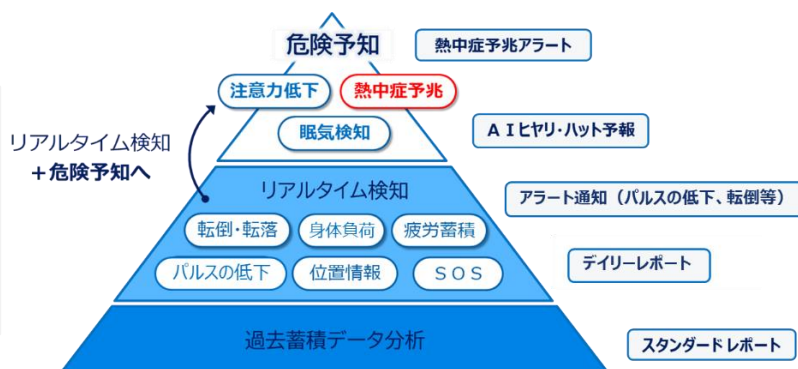 危険予知
熱中症予兆アラート
注意力低下
熱中症予兆
眠気検知
AIヒヤリ・ハット予報
リアルタイム検知
+危険予知へ
リアルタイム検知
アラート通知（パルスの低下、転倒等）
転倒・転落
身体負荷
疲労蓄積
パルスの低下
位置情報
SOS
デイリーレポート
過去蓄積データ分析
スタンダードレポート